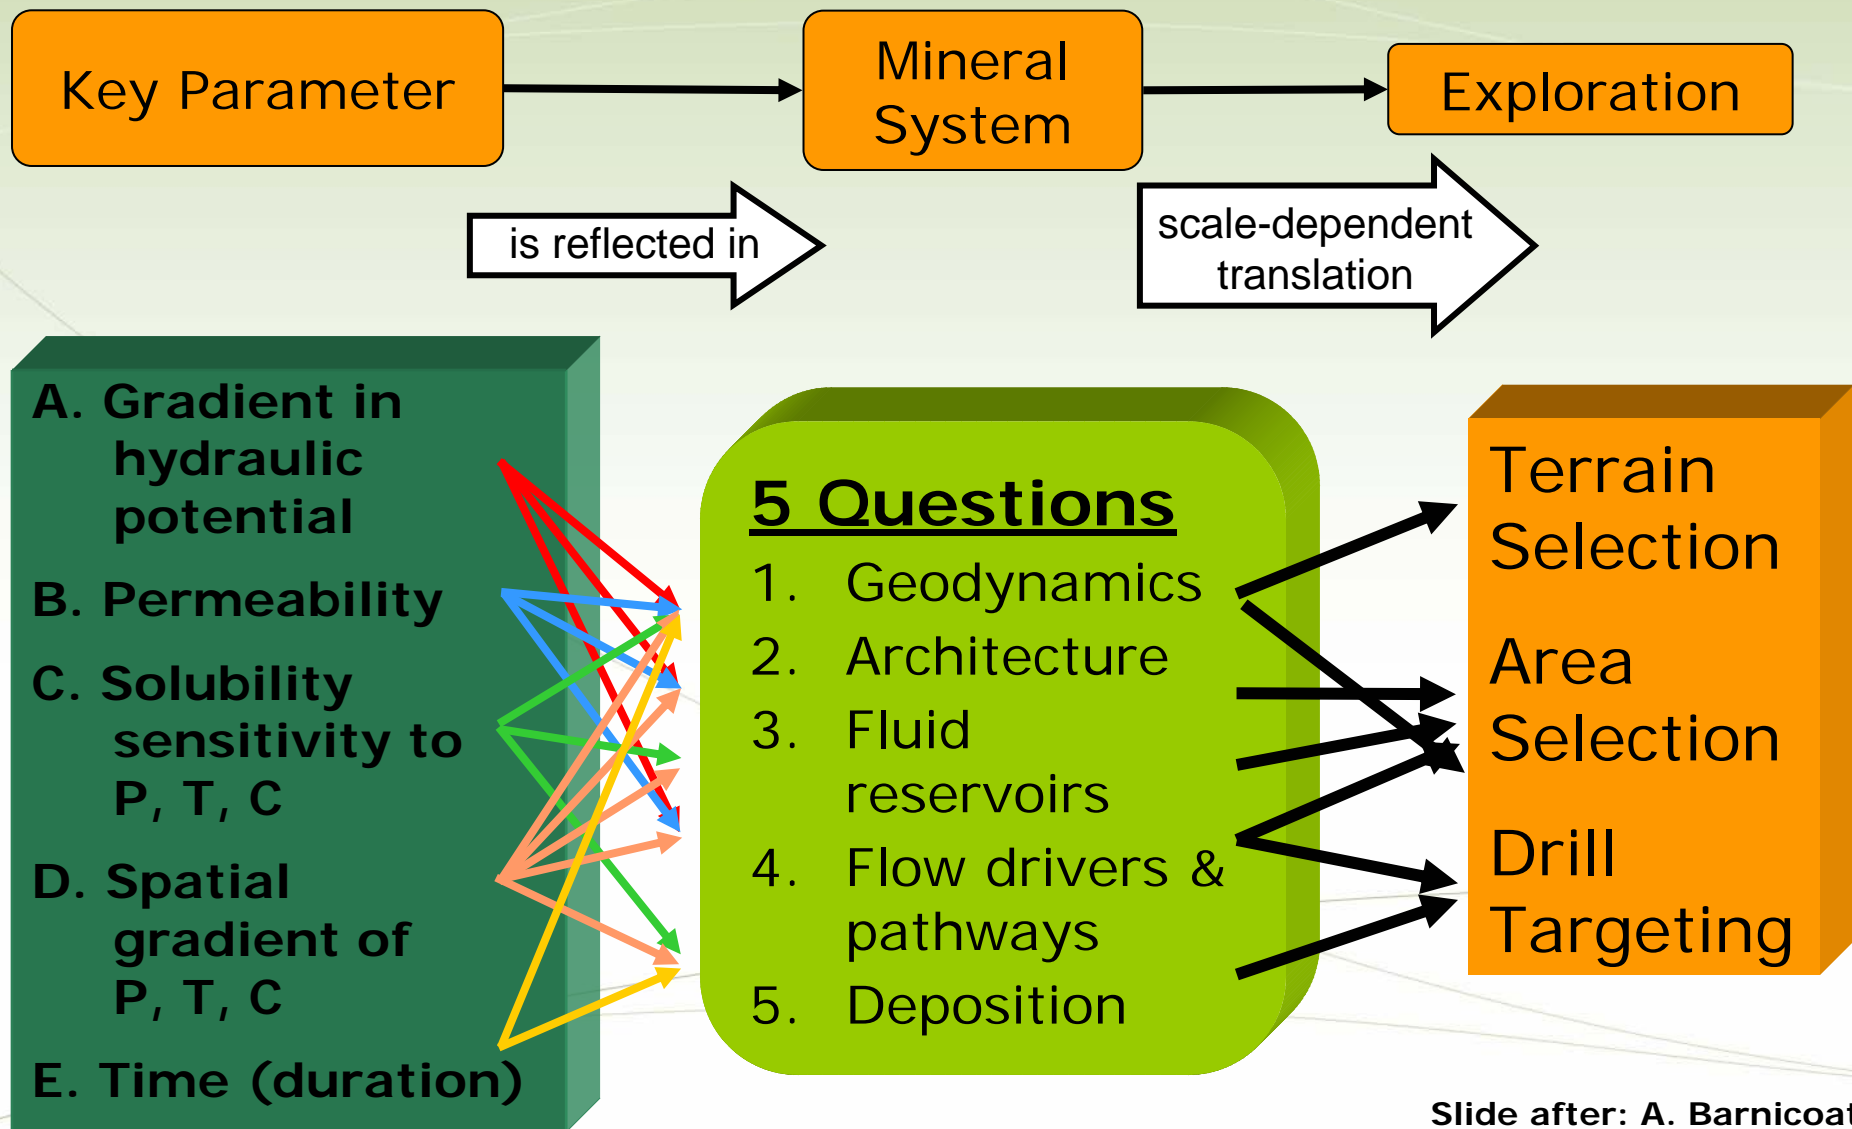 Key Parameter
Mineral
System
Exploration
is reflected in
scale-dependent
translation
A. Gradient in
hydraulic
potential
B. Permeability
C. Solubility
sensitivity to
P, T, C
D. Spatial
gradient of
P, T, C
E. Time (duration)
5 Questions
1. Geodynamics
2. Architecture
3. Fluid
reservoirs
4. Flow drivers &
pathways
5. Deposition
Terrain
Selection
Area
Selection
Drill
Targeting
Slide after: A. Barnicoat